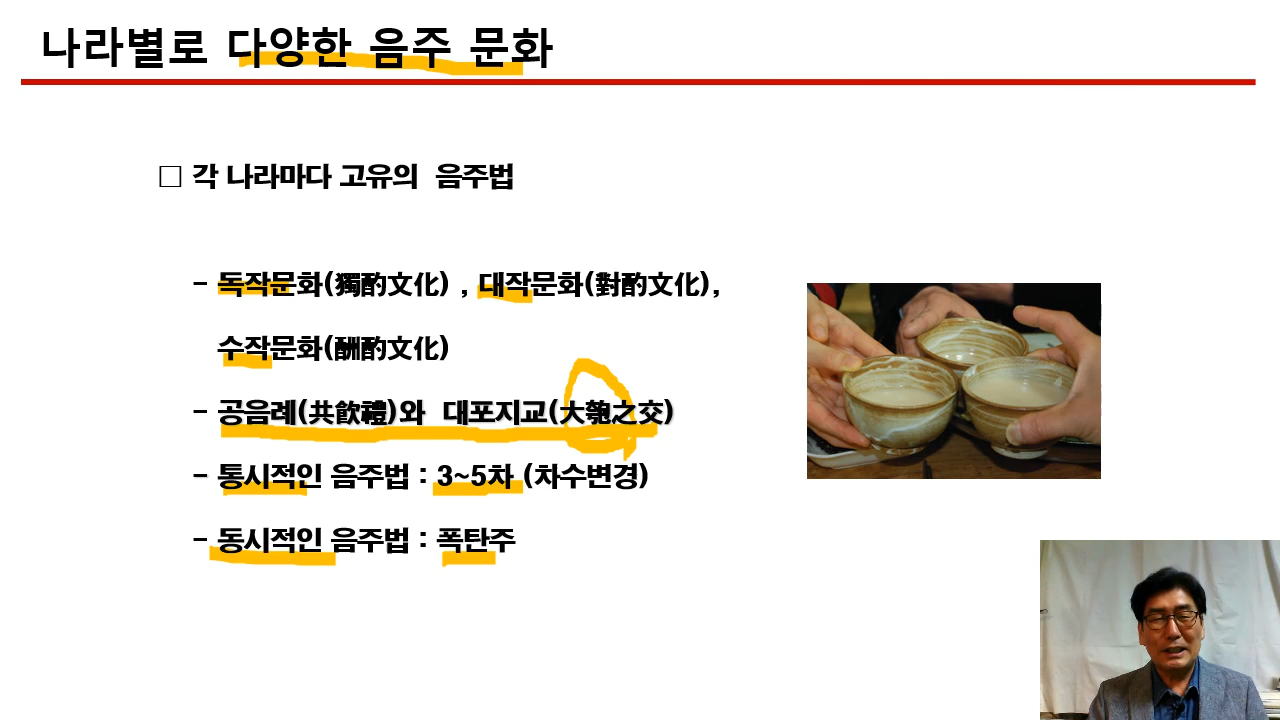 나라별로 다양한 음주 문화
□ 각 나라마다 고유의 음주법
- 독작문화(獨酌文化) , 대작문화(對酌文化),
수작문화(酬酌文化)
- 공음례(共飮禮)와 대포지교(大匏之交)
- 통시적인 음주법 : 3~5차 (차수변경)
- 동시적인 음주법 : 폭탄주